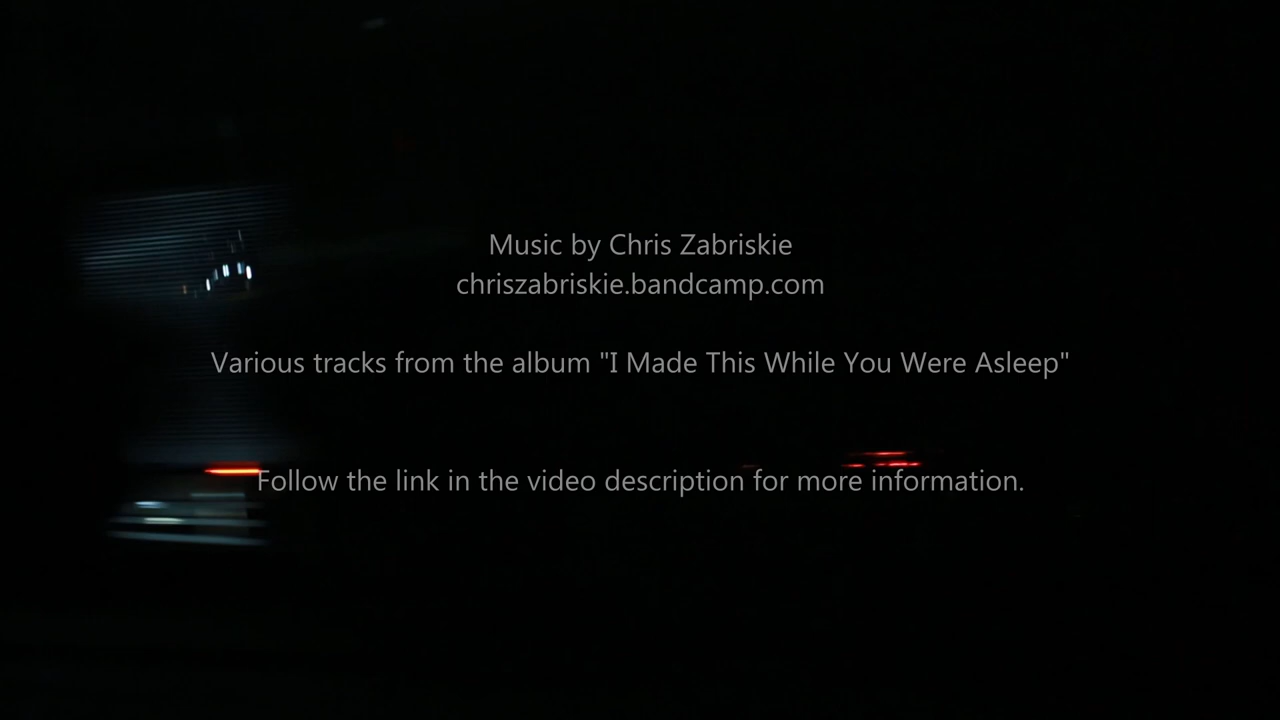 Music by Chris Zabriskie
chriszabriskie.bandcamp.com
Various tracks from the album "I Made This While You Were Asleep"
Follow the link in the video description for more information.